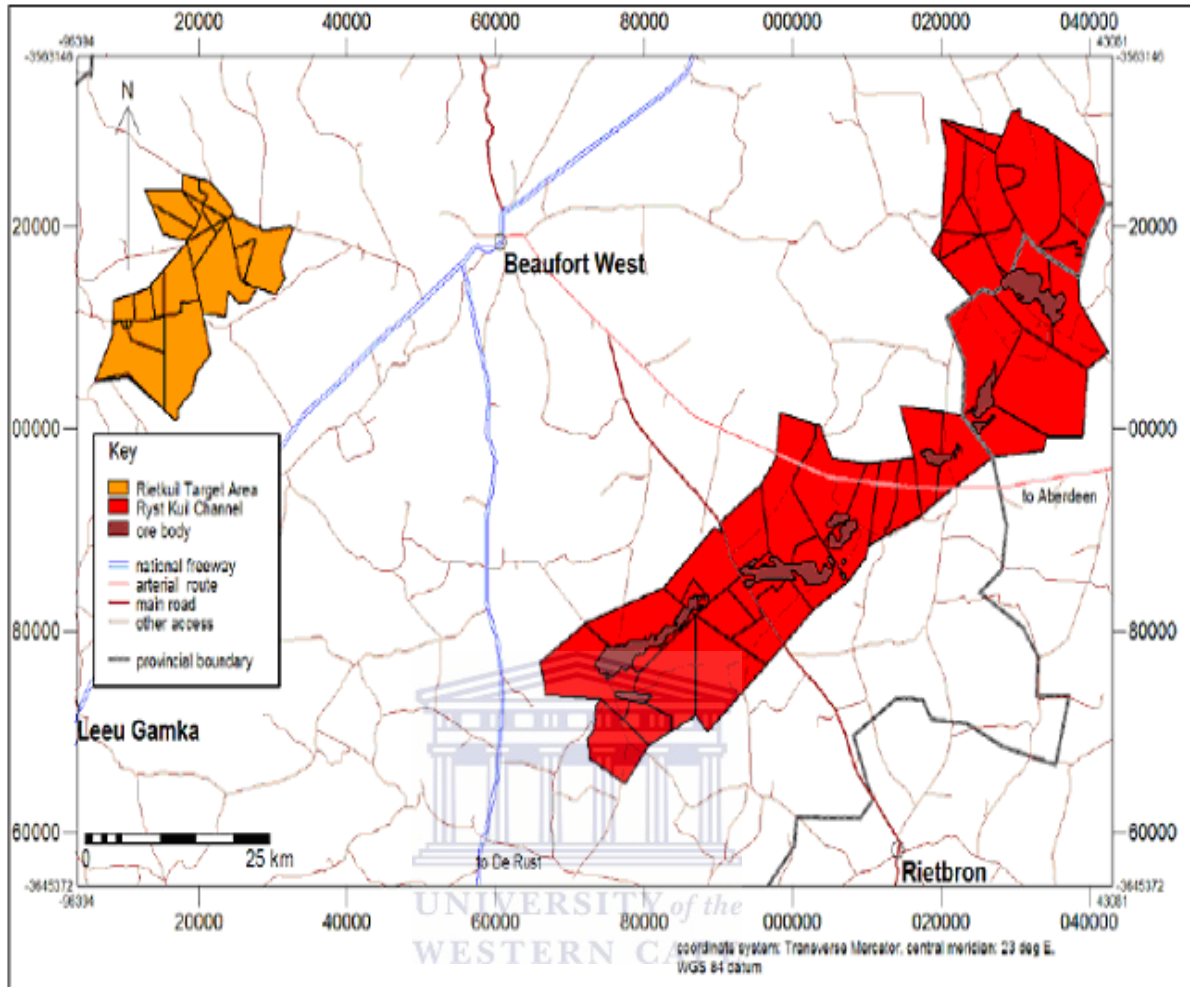 20000 40000 60000 80000 000000 020000 040000
-96394 43081
-3563146 -3563146
N
20000 20000
Beaufort West
00000 00000
Key
Rietkuil Target Area
Ryst Kuil Channel
ore body
national freeway
arterial route
main road
other access
provincial boundary
to Aberdeen
80000 80000
Leeu Gamka
60000 60000
0 25 km
to De Rust
Rietbron
-3645372 -3645372
-96394 43081
UNIVERSITY of the
20000 40000 60000 80000 000000 020000 040000
WESTERN CA
coordinate system: Transverse Mercator, central meridian: 23 deg E,
WGS 84 datum